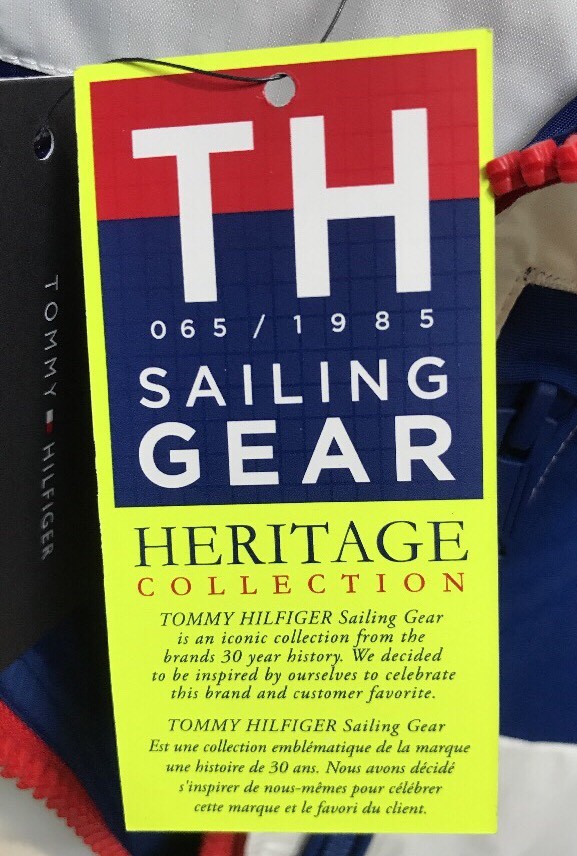 TH
065/1985
SAILING
GEAR
HERITAGE
COLLECTION
TOMMY HILFIGER Sailing Gear
is an iconic collection from the
brands 30 year history. We decided
to be inspired by ourselves to celebrate
this brand and customer favorite.
TOMMY HILFIGER Sailing Gear
Est une collection emblématique de la marque
une histoire de 30 ans. Nous avons décidé
s'inspirer de nous-mêmes pour célébrer
cette marque et le favori du client.
TOMMY HILFIGER